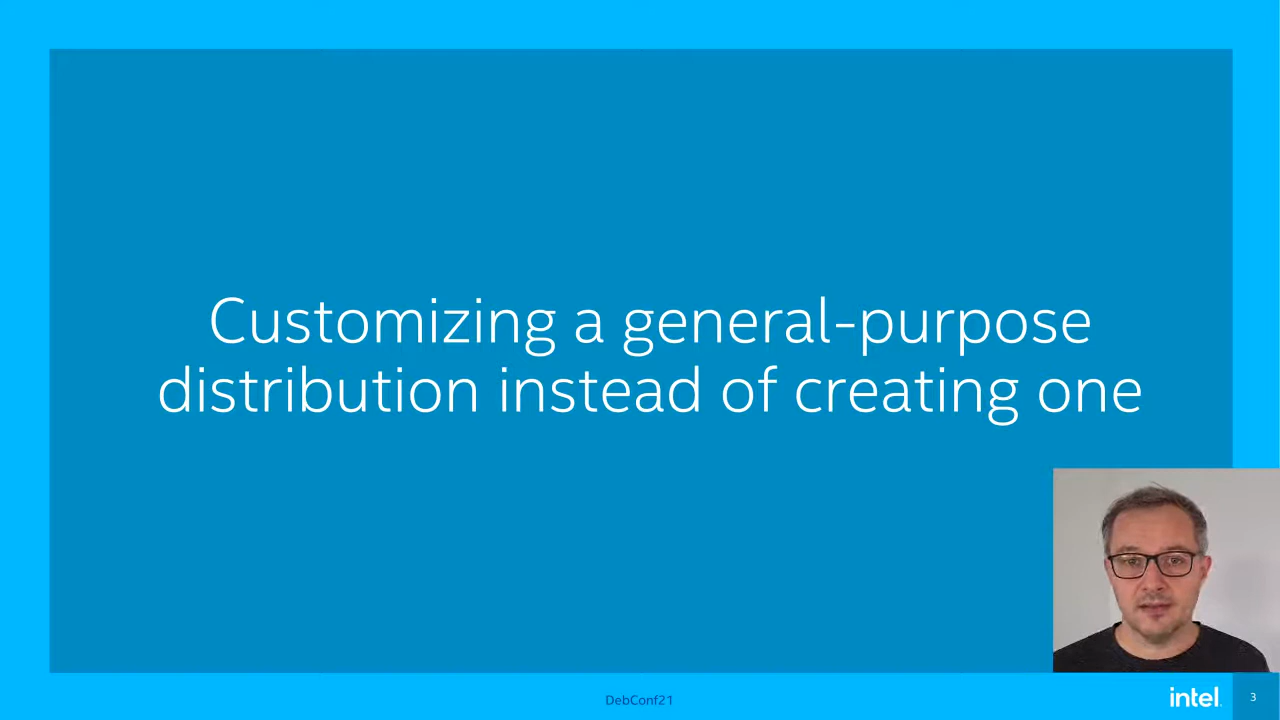 Customizing a general-purpose
distribution instead of creating one
DebConf21
intel.
3